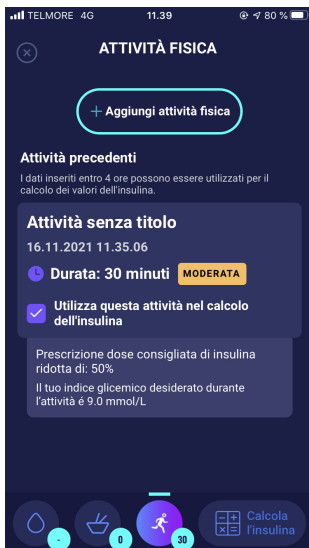 TELMORE 4G 11.39 80 %
ATTIVITÀ FISICA
+ Aggiungi attività fisica
Attività precedenti
I dati inseriti entro 4 ore possono essere utilizzati per il
calcolo dei valori dell'insulina.
Attività senza titolo
16.11.2021 11.35.06
Durata: 30 minuti MODERATA
Utilizza questa attività nel calcolo
dell'insulina
Prescrizione dose consigliata di insulina
ridotta di: 50%
Il tuo indice glicemico desiderato durante
l'attività é 9.0 mmol/L
- 0 30
Calcola
l'insulina